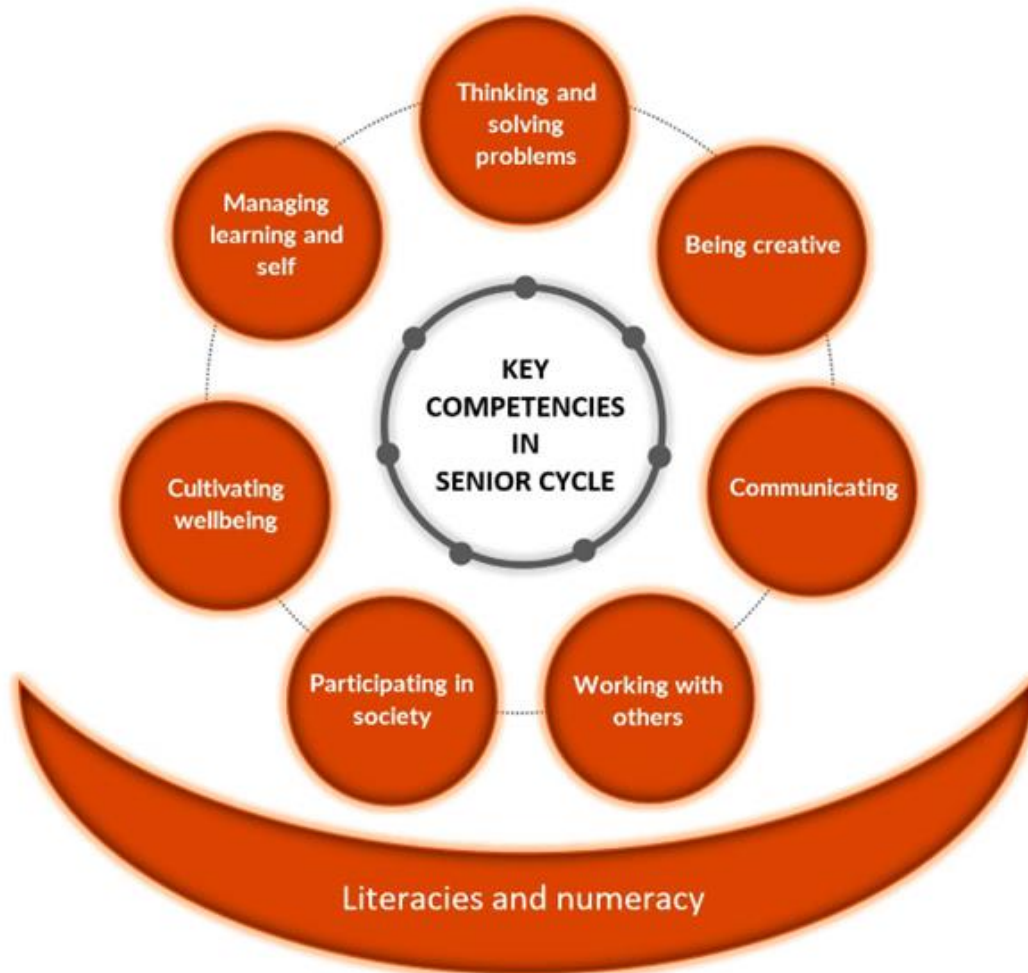 Thinking and
solving
problems
Being creative
Communicating
Working with
others
Participating in
society
Cultivating
wellbeing
Managing
learning and
self
KEY
COMPETENCIES
IN
SENIOR CYCLE
Literacies and numeracy